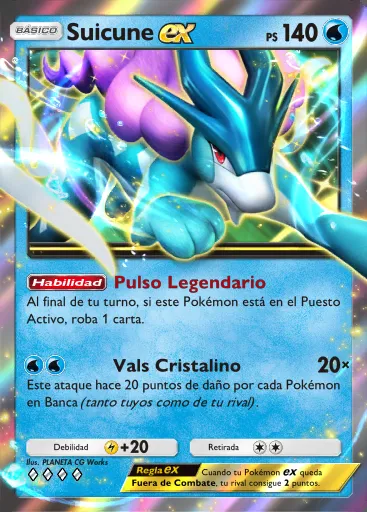 BÁSICO Suicune ex PS 140
Habilidad Pulso Legendario
Al final de tu turno, si este Pokémon está en el Puesto
Activo, roba 1 carta.
Vals Cristalino 20×
Este ataque hace 20 puntos de daño por cada Pokémon
en Banca (tanto tuyos como de tu rival).
Debilidad +20 Retirada
Ilus. PLANETA CG Works
Regla ex Cuando tu Pokémon ex queda
Fuera de Combate, tu rival consigue 2 puntos.